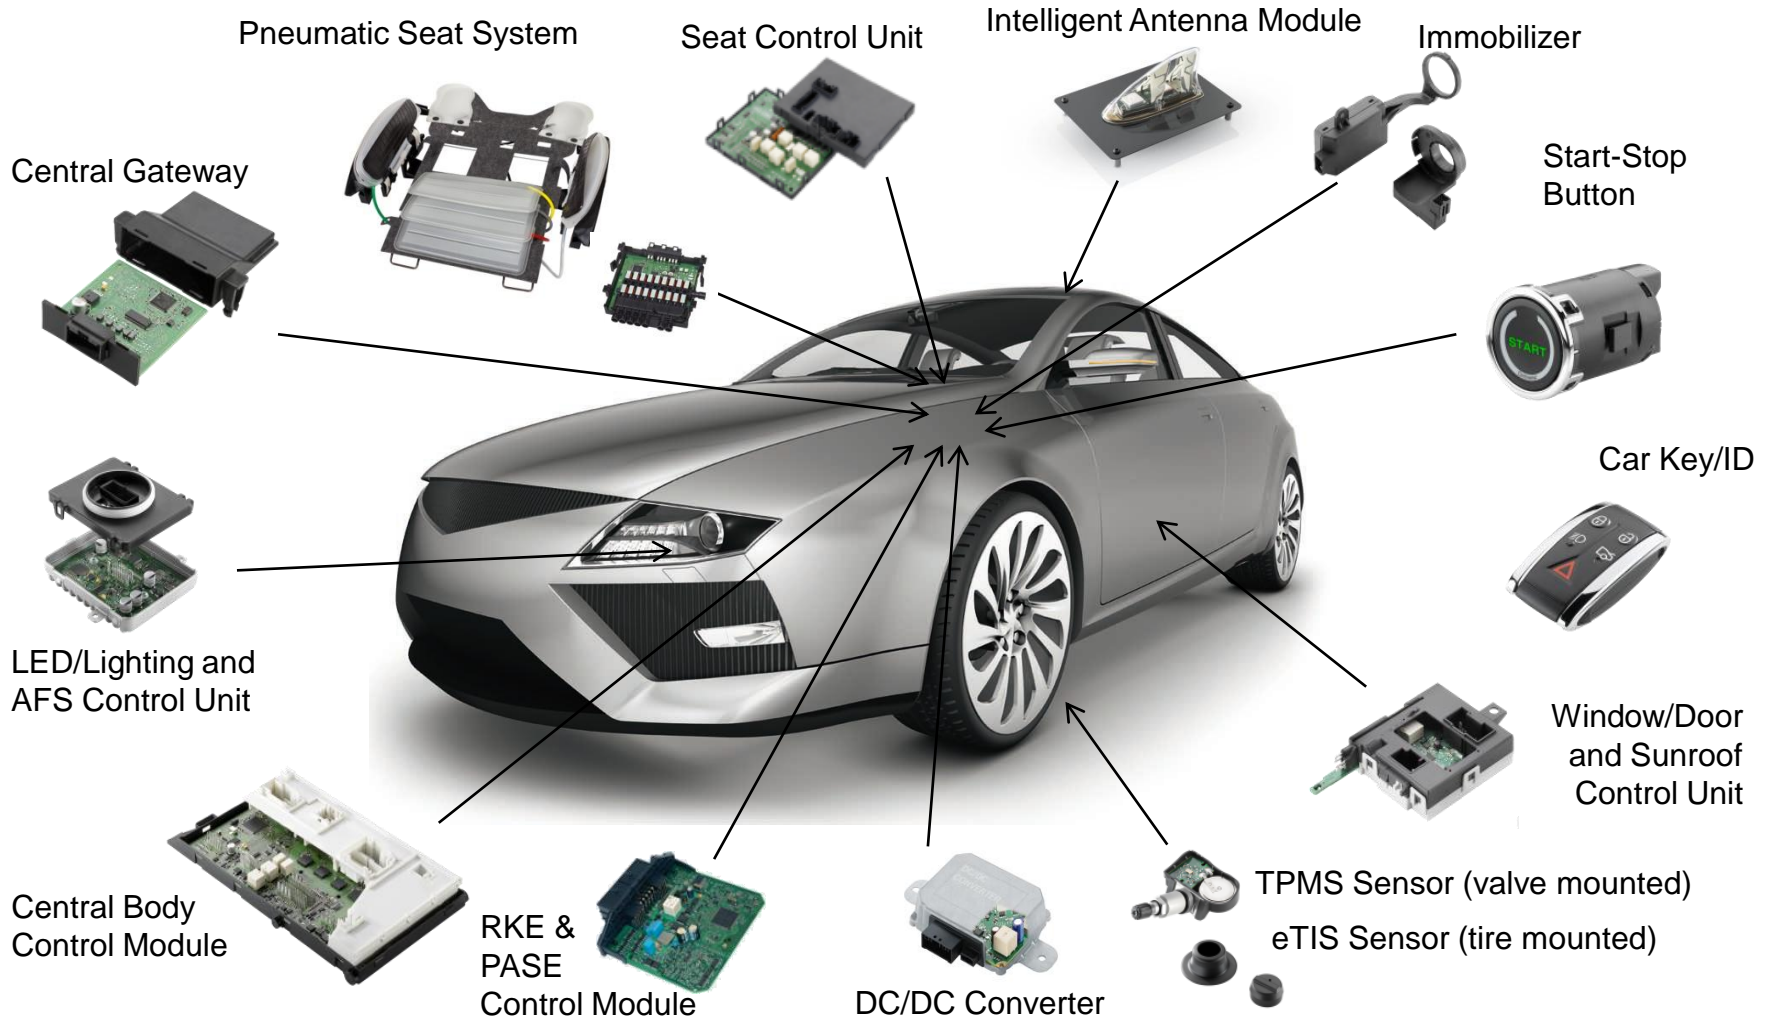 Pneumatic Seat System
Seat Control Unit
Intelligent Antenna Module
Immobilizer
Central Gateway
Start-Stop
Button
START
Car Key/ID
LED/Lighting and
AFS Control Unit
Window/Door
and Sunroof
Control Unit
Central Body
Control Module
RKE &
PASE
Control Module
DC/DC Converter
TPMS Sensor (valve mounted)
eTIS Sensor (tire mounted)